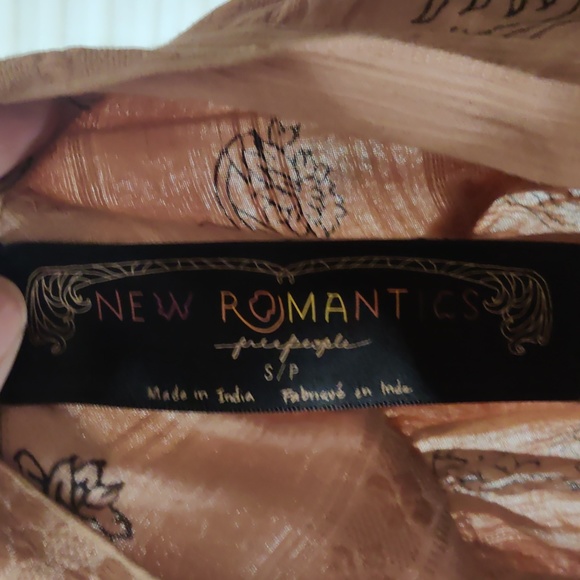 NEW ROMANTICS
free people
S/P
Made in India Fabriqué en Inde